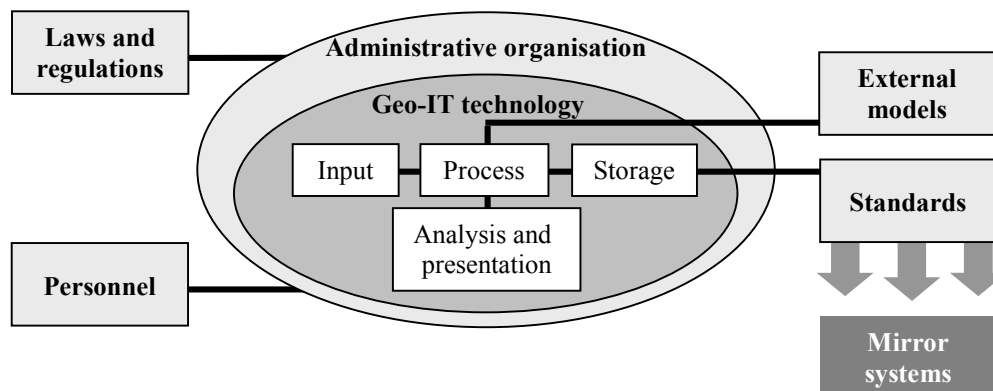 Laws and
regulations
Administrative organisation
External
models
Geo-IT technology
Input
Process
Storage
Standards
Analysis and
presentation
Personnel
Mirror
systems